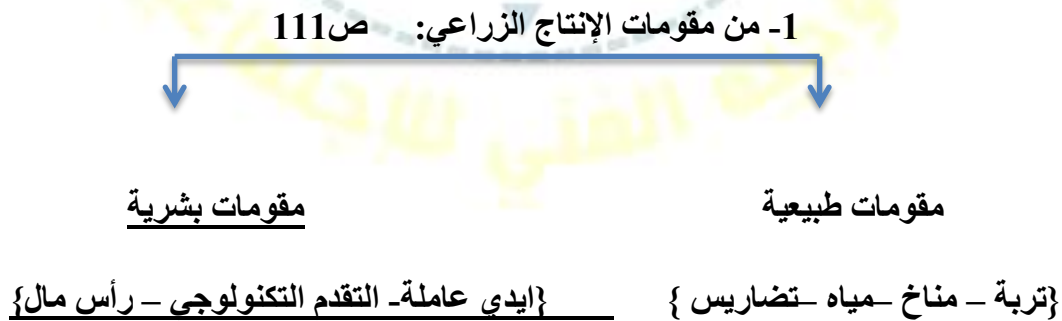 1- من مقومات الإنتاج الزراعي: ص111
مقومات طبيعية مقومات بشرية
{تربة – مناخ –مياه –تضاريس } {ايدي عاملة- التقدم التكنولوجي – رأس مال}